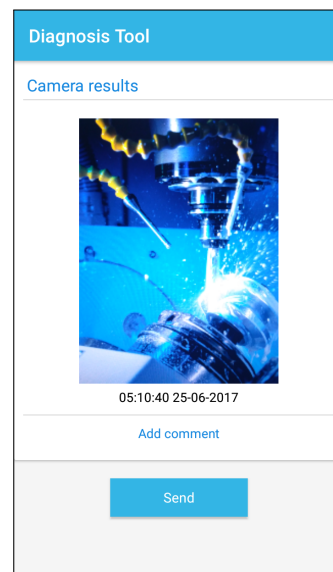 Diagnosis Tool
Camera results
05:10:40 25-06-2017
Add comment
Send